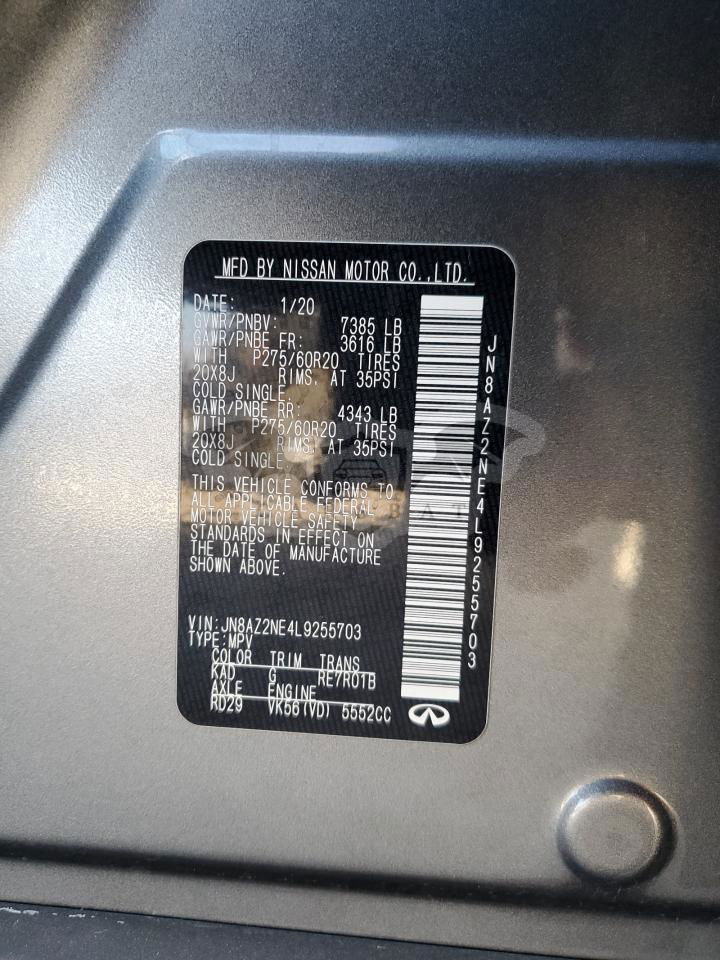 MFD BY NISSAN MOTOR CO.,LTD.
DATE: 1/20
GVWR/PNBV: 7385 LB
GAWR/PNBE FR: 3616 LB
WITH P275/60R20 TIRES
20X8J RIMS, AT 35PSI
COLD SINGLE.
GAWR/PNBE RR: 4343 LB
WITH P275/60R20 TIRES
20X8J RIMS, AT 35PSI
COLD SINGLE.
THIS VEHICLE CONFORMS TO
ALL APPLICABLE FEDERAL
MOTOR VEHICLE SAFETY
STANDARDS IN EFFECT ON
THE DATE OF MANUFACTURE
SHOWN ABOVE.
VIN:JN8AZ2NE4L9255703
TYPE:MPV
COLOR TRIM TRANS
KAD G RE7R01B
AXLE ENGINE
RD29 VK56(VD) 5552CC
JN8AZ2NE4L9255703